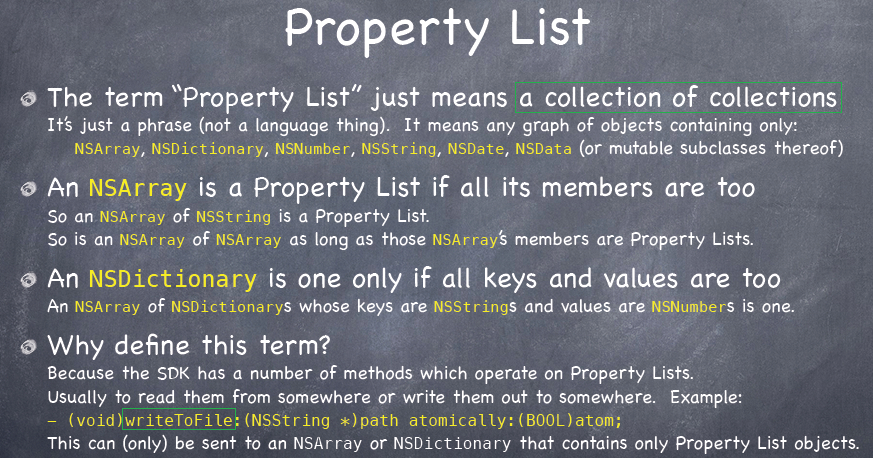 Property List
The term “Property List” just means a collection of collections
It’s just a phrase (not a language thing). It means any graph of objects containing only:
NSArray, NSDictionary, NSNumber, NSString, NSDate, NSData (or mutable subclasses thereof)
An NSArray is a Property List if all its members are too
So an NSArray of NSString is a Property List.
So is an NSArray of NSArray as long as those NSArray’s members are Property Lists.
An NSDictionary is one only if all keys and values are too
An NSArray of NSDictionarys whose keys are NSStrings and values are NSNumbers is one.
Why define this term?
Because the SDK has a number of methods which operate on Property Lists.
Usually to read them from somewhere or write them out to somewhere. Example:
- (void)writeToFile:(NSString *)path atomically:(BOOL)atom;
This can (only) be sent to an NSArray or NSDictionary that contains only Property List objects.